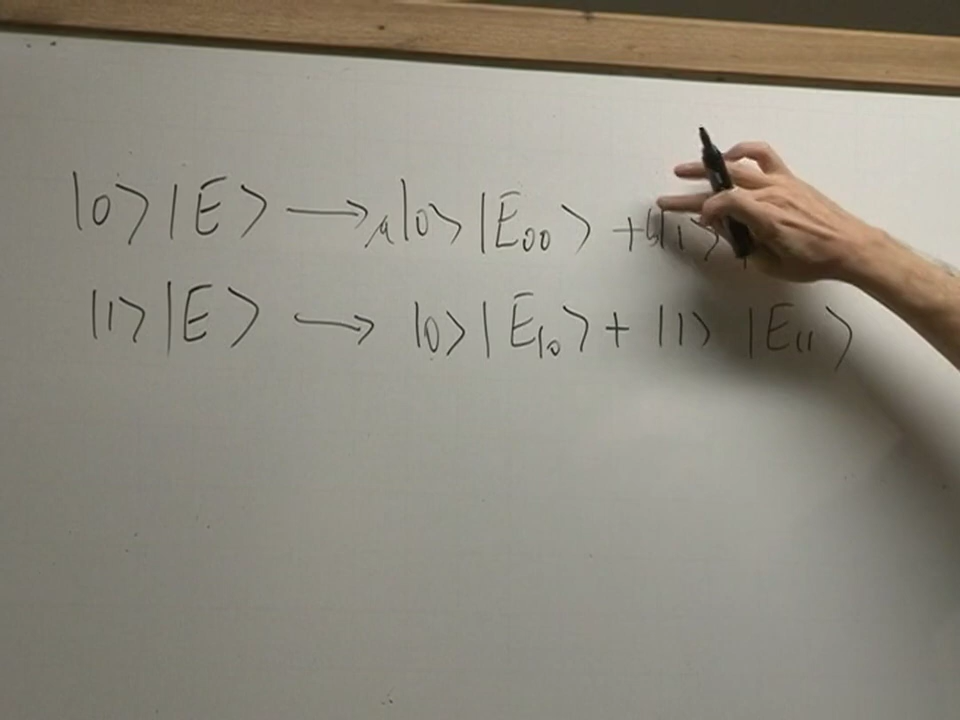 |0⟩|E⟩ ⟶ a|0⟩|E₀₀⟩ + b|1⟩
|1⟩|E⟩ ⟶ |0⟩|E₁₀⟩ + |1⟩ |E₁₁⟩